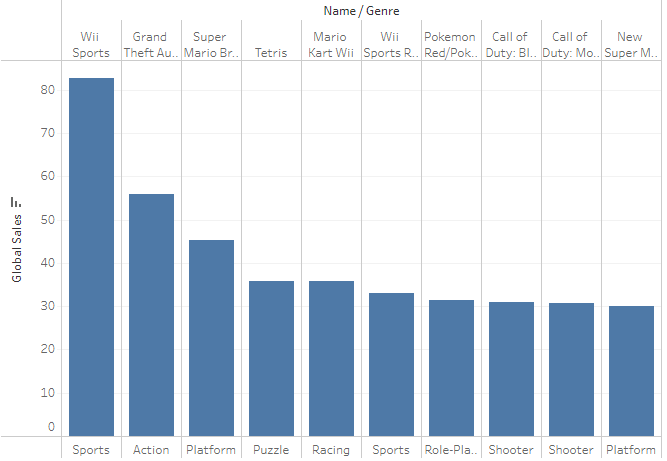 Name / Genre
Wii Sports
Grand Theft Au..
Super Mario Br..
Tetris
Mario Kart Wii
Wii Sports R..
Pokemon Red/Pok..
Call of Duty: Bl..
Call of Duty: Mo..
New Super M..
Global Sales
80
70
60
50
40
30
20
10
0
Sports
Action
Platform
Puzzle
Racing
Sports
Role-Pla..
Shooter
Shooter
Platform